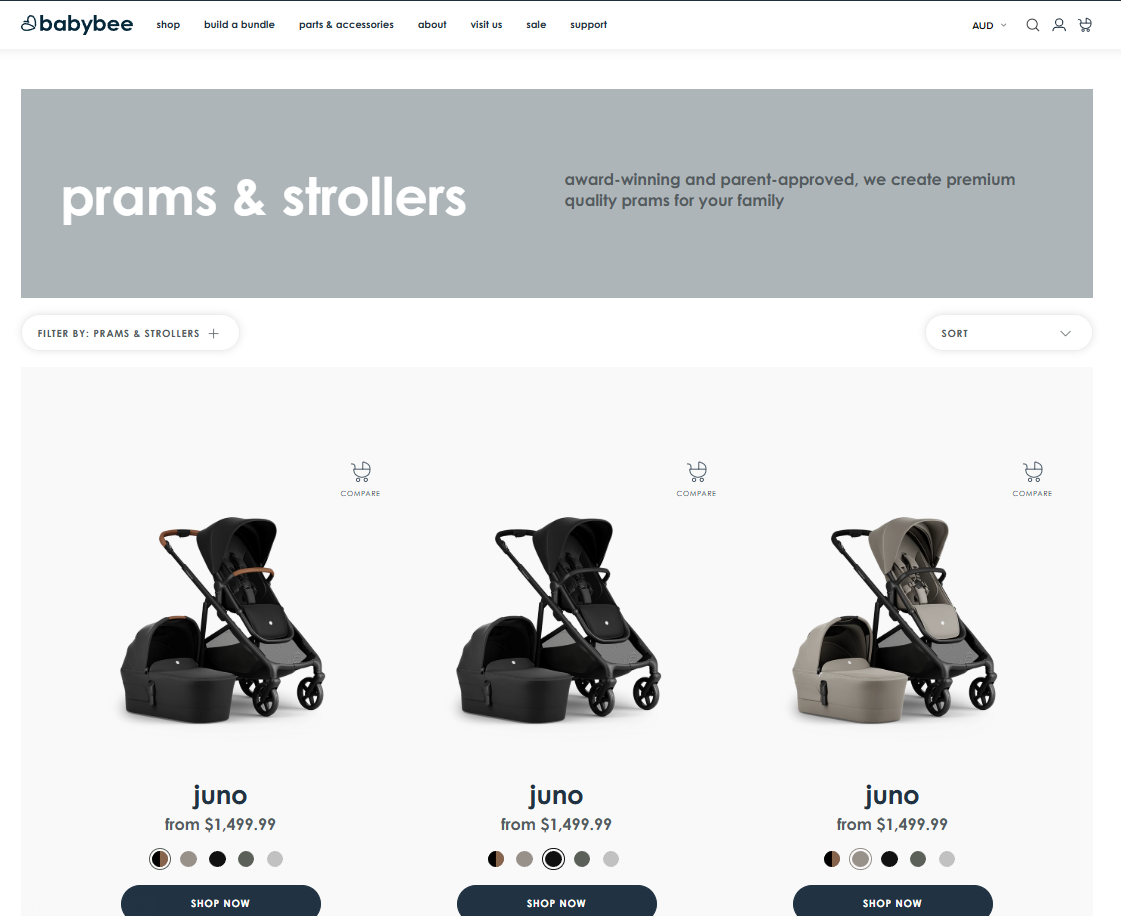 babybee
shop
build a bundle
parts & accessories
about
visit us
sale
support
AUD
prams & strollers
award-winning and parent-approved, we create premium
quality prams for your family
FILTER BY: PRAMS & STROLLERS
SORT
COMPARE
COMPARE
COMPARE
juno
from $1,499.99
SHOP NOW
juno
from $1,499.99
SHOP NOW
juno
from $1,499.99
SHOP NOW